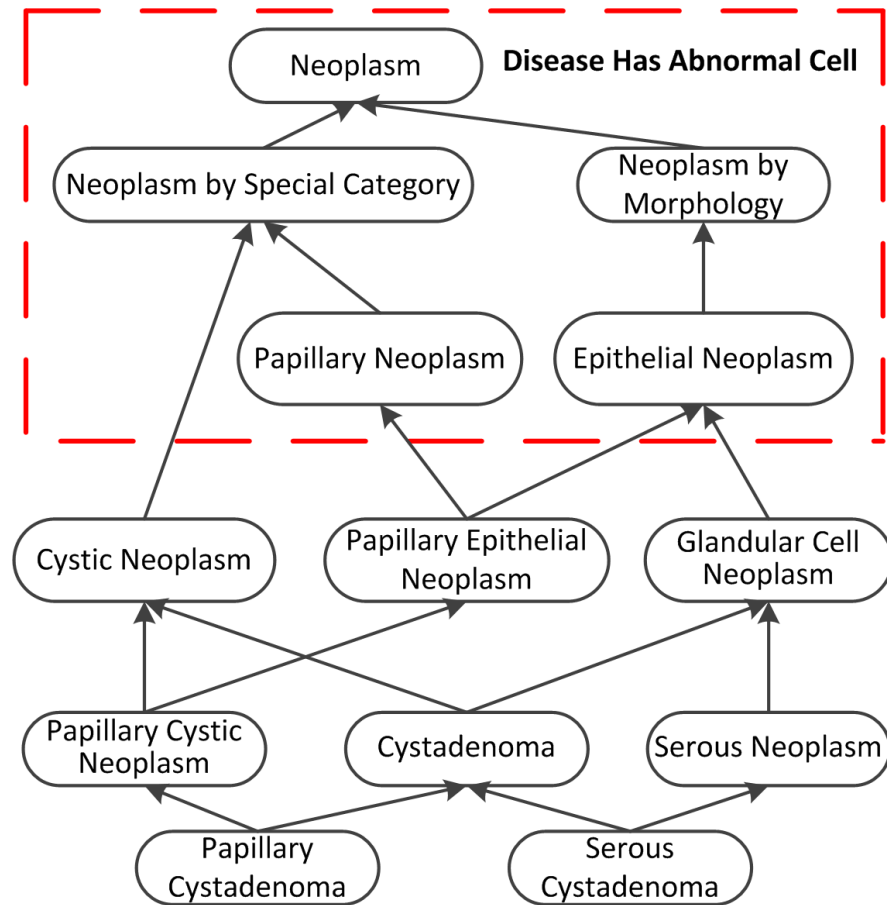 Neoplasm
Disease Has Abnormal Cell
Neoplasm by Special Category
Neoplasm by
Morphology
Papillary Neoplasm
Epithelial Neoplasm
Cystic Neoplasm
Papillary Epithelial
Neoplasm
Glandular Cell
Neoplasm
Papillary Cystic
Neoplasm
Cystadenoma
Serous Neoplasm
Papillary
Cystadenoma
Serous
Cystadenoma